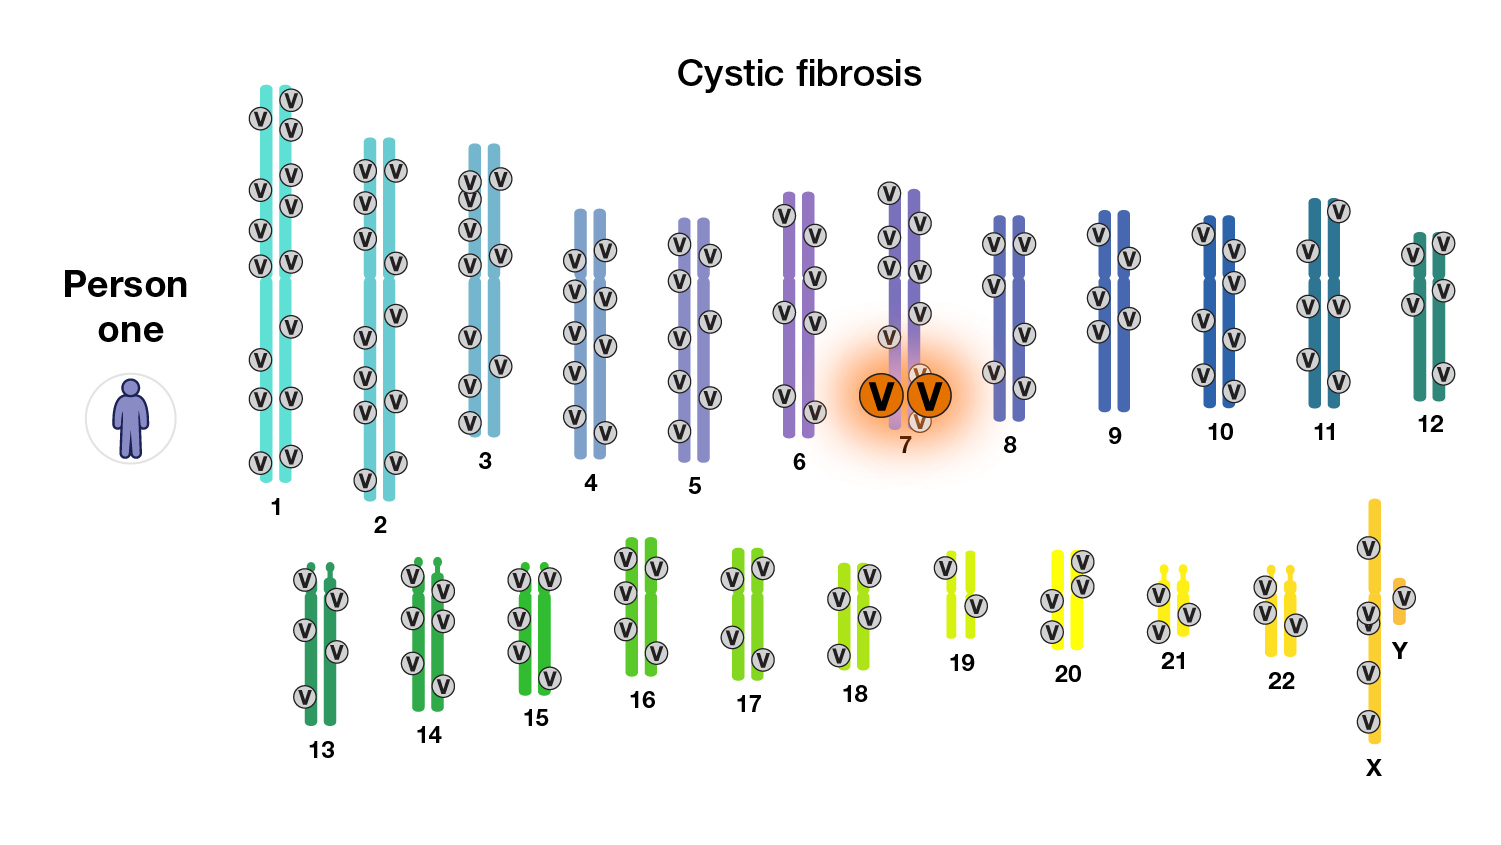 Cystic fibrosis
Person
one
V V V V V V V V V V V V V V V V V
1
V V V V V V V V V V V V V
2
V V V V V V V V V V
3
V V V V V V V V V V
4
V V V V V V V V
5
V V V V V V V
6
V V V V V V V V V V V V
7
V V V V V V
8
V V V V V
9
V V V V V V V
10
V V V V V V
11
V V V V V
12
V V V V V
13
V V V V V V
14
V V V V V V
15
V V V V V
16
V V V V
17
V V V V
18
V V
19
V V V V
20
V V V
21
V V V
22
V V V V V
X
V
Y